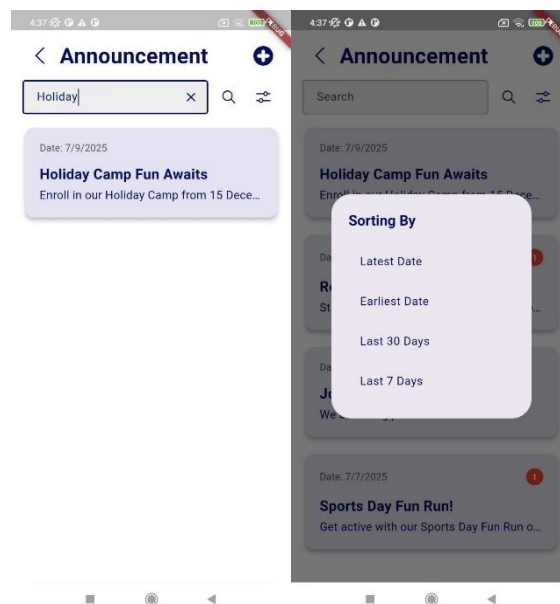 4:37
Announcement
Holiday
Date: 7/9/2025
Holiday Camp Fun Awaits
Enroll in our Holiday Camp from 15 Dece...
4:37
Announcement
Search
Date: 7/9/2025
Holiday Camp Fun Awaits
Sorting By
Latest Date
1
Earliest Date
Last 30 Days
Last 7 Days
We
Date: 7/7/2025
1
Sports Day Fun Run!
Get active with our Sports Day Fun Run o...